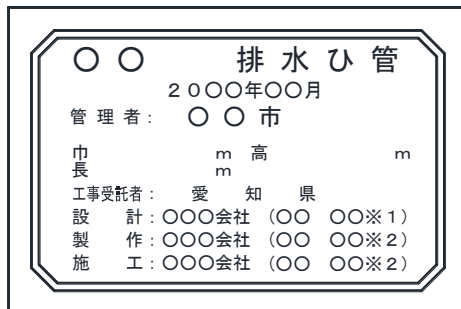 ○○ 排水ひ管
２０○○年○○月
管理者： ○○市
巾 ｍ 高 ｍ
長 ｍ
工事受託者： 愛知県
設計：○○○会社（○○ ○○※１）
製作：○○○会社（○○ ○○※２）
施工：○○○会社（○○ ○○※２）